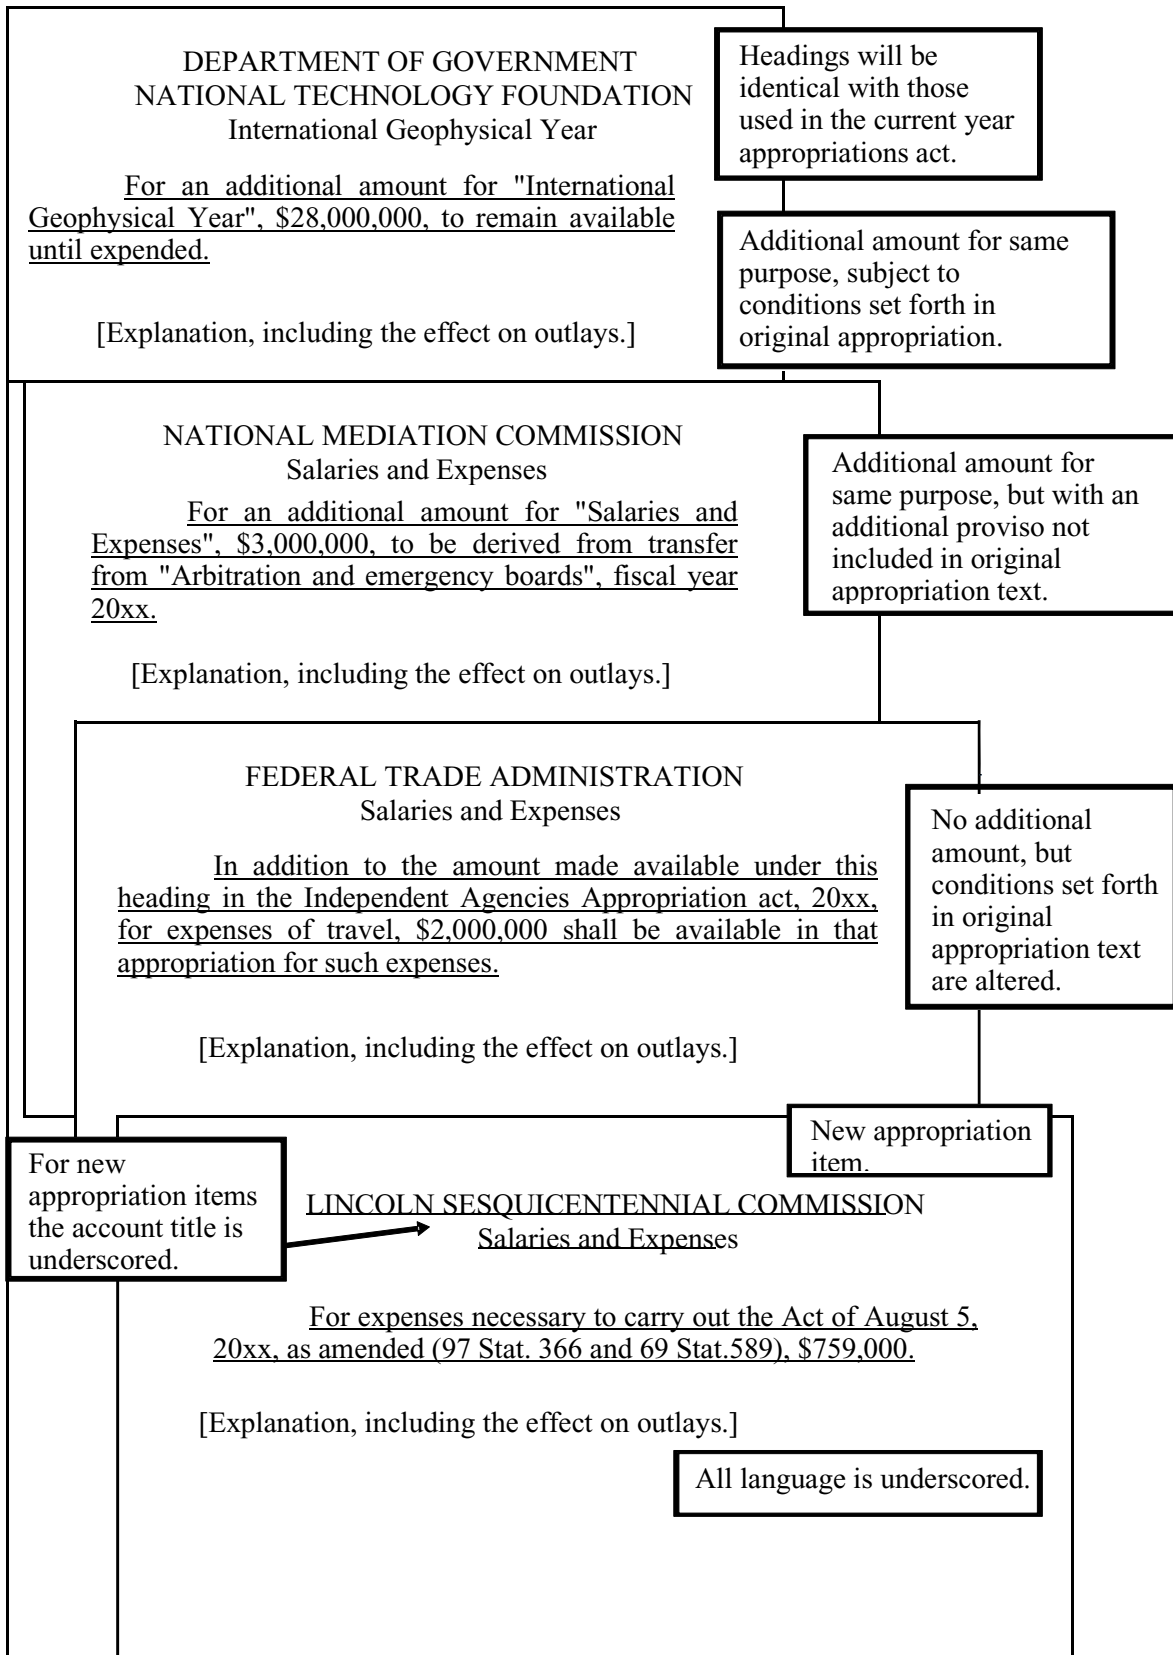 DEPARTMENT OF GOVERNMENT
NATIONAL TECHNOLOGY FOUNDATION
International Geophysical Year
Headings will be
identical with those
used in the current year
appropriations act.
For an additional amount for "International
Geophysical Year", $28,000,000, to remain available
until expended.
Additional amount for same
purpose, subject to
conditions set forth in
original appropriation.
[Explanation, including the effect on outlays.]
NATIONAL MEDIATION COMMISSION
Salaries and Expenses
For an additional amount for "Salaries and
Expenses", $3,000,000, to be derived from transfer
from "Arbitration and emergency boards", fiscal year
20xx.
Additional amount for
same purpose, but with an
additional proviso not
included in original
appropriation text.
[Explanation, including the effect on outlays.]
FEDERAL TRADE ADMINISTRATION
Salaries and Expenses
In addition to the amount made available under this
heading in the Independent Agencies Appropriation act, 20xx,
for expenses of travel, $2,000,000 shall be available in that
appropriation for such expenses.
No additional
amount, but
conditions set forth
in original
appropriation text
are altered.
[Explanation, including the effect on outlays.]
New appropriation
item.
For new
appropriation items
the account title is
underscored.
LINCOLN SESQUICENTENNIAL COMMISSION
Salaries and Expenses
For expenses necessary to carry out the Act of August 5,
20xx, as amended (97 Stat. 366 and 69 Stat.589), $759,000.
[Explanation, including the effect on outlays.]
All language is underscored.